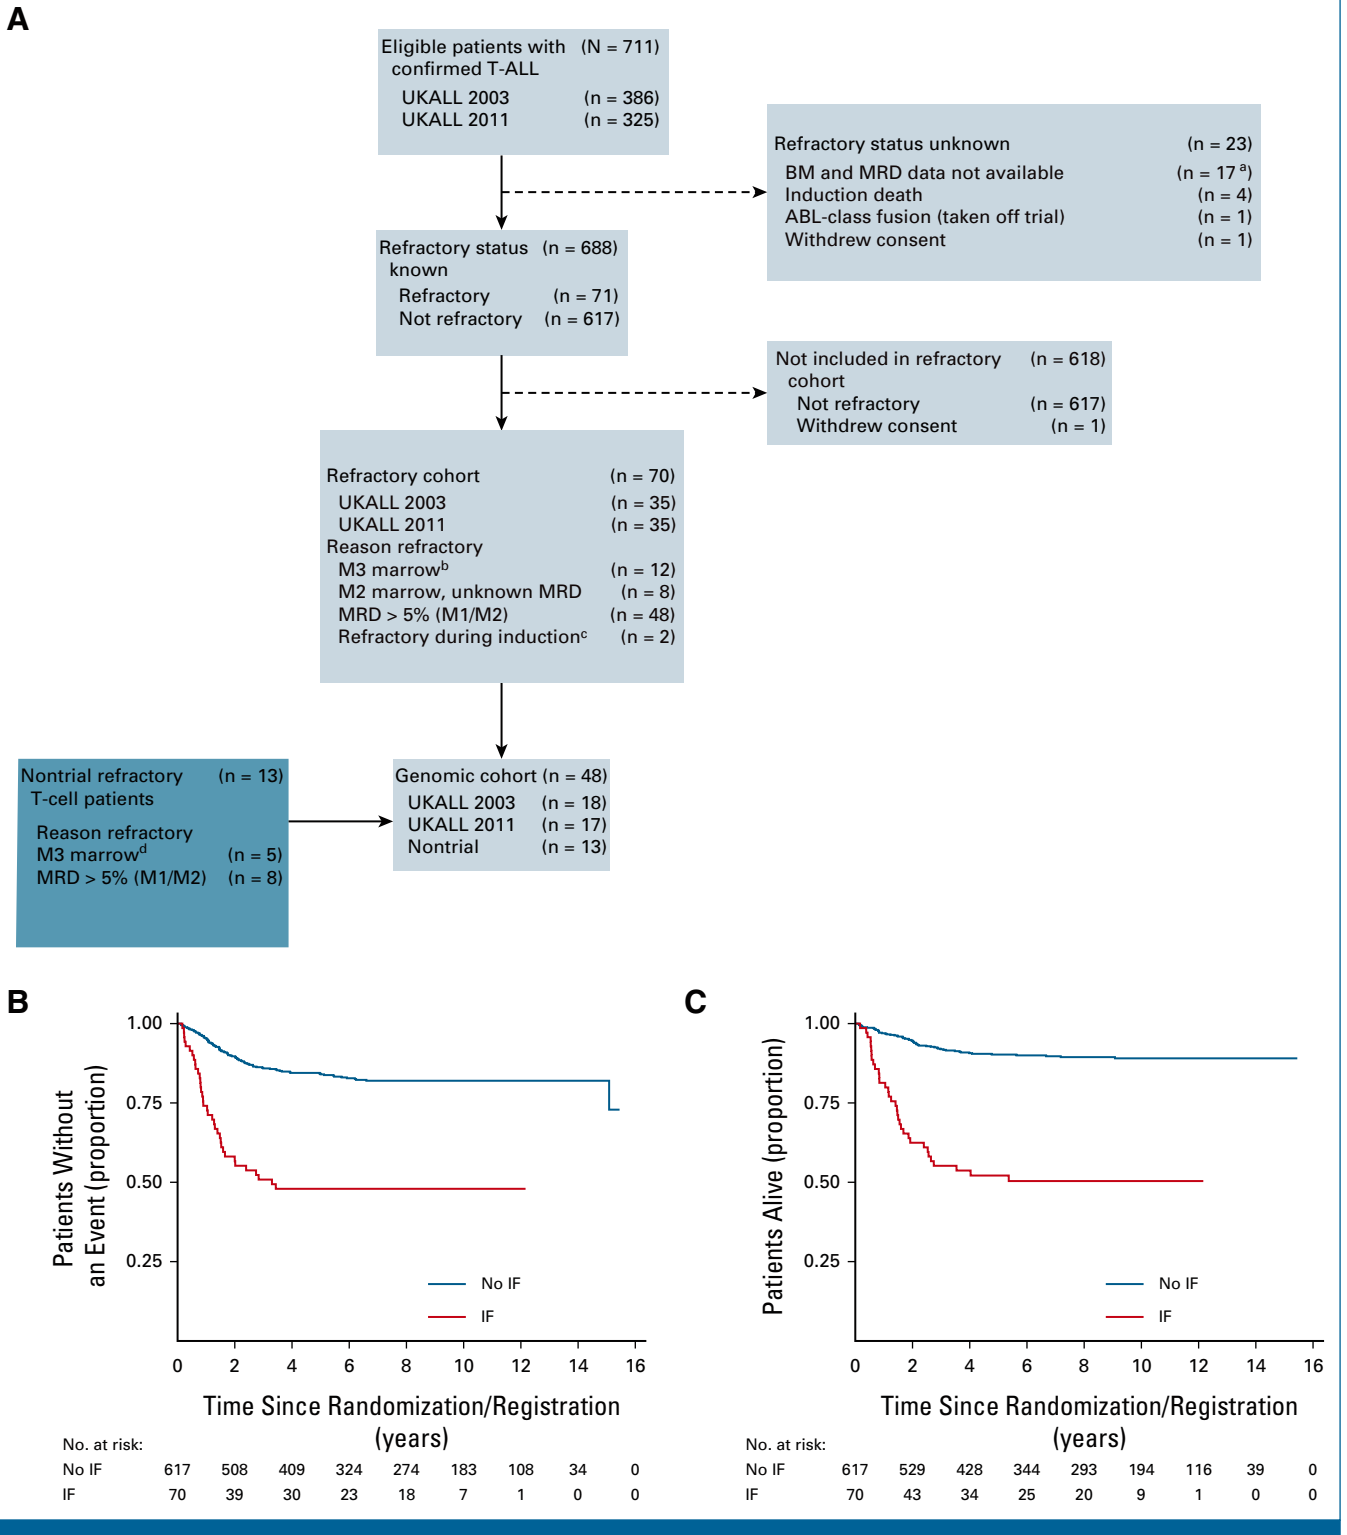 A
Eligible patients with (N = 711)
confirmed T-ALL
UKALL 2003 (n = 386)
UKALL 2011 (n = 325)
Refractory status unknown (n = 23)
BM and MRD data not available (n = 17 a)
Induction death (n = 4)
ABL-class fusion (taken off trial) (n = 1)
Withdrew consent (n = 1)
Refractory status (n = 688)
known
Refractory (n = 71)
Not refractory (n = 617)
Not included in refractory (n = 618)
cohort
Not refractory (n = 617)
Withdrew consent (n = 1)
Refractory cohort (n = 70)
UKALL 2003 (n = 35)
UKALL 2011 (n = 35)
Reason refractory
M3 marrowb (n = 12)
M2 marrow, unknown MRD (n = 8)
MRD > 5% (M1/M2) (n = 48)
Refractory during inductionc (n = 2)
Nontrial refractory (n = 13)
T-cell patients
Reason refractory
M3 marrowd (n = 5)
MRD > 5% (M1/M2) (n = 8)
Genomic cohort (n = 48)
UKALL 2003 (n = 18)
UKALL 2011 (n = 17)
Nontrial (n = 13)
B
Patients Without
an Event (proportion)
1.00
0.75
0.50
0.25
No IF
IF
0 2 4 6 8 10 12 14 16
Time Since Randomization/Registration
(years)
No. at risk:
No IF 617 508 409 324 274 183 108 34 0
IF 70 39 30 23 18 7 1 0 0
C
Patients Alive (proportion)
1.00
0.75
0.50
0.25
No IF
IF
0 2 4 6 8 10 12 14 16
Time Since Randomization/Registration
(years)
No. at risk:
No IF 617 529 428 344 293 194 116 39 0
IF 70 43 34 25 20 9 1 0 0